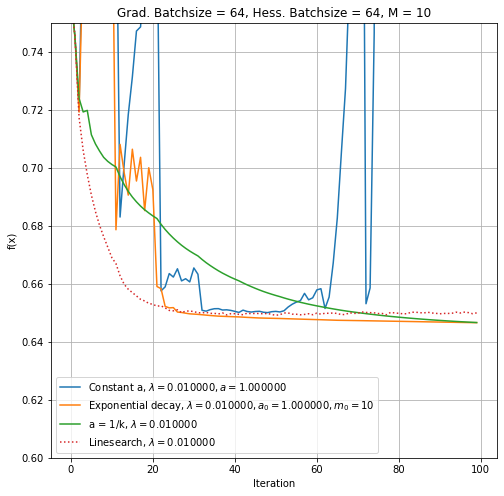 Grad. Batchsize = 64, Hess. Batchsize = 64, M = 10
f(x)
0.74
0.72
0.70
0.68
0.66
0.64
0.62
0.60
Constant a, λ = 0.010000, a = 1.000000
Exponential decay, λ = 0.010000, a₀ = 1.000000, m₀ = 10
a = 1/k, λ = 0.010000
Linesearch, λ = 0.010000
0 20 40 60 80 100
Iteration